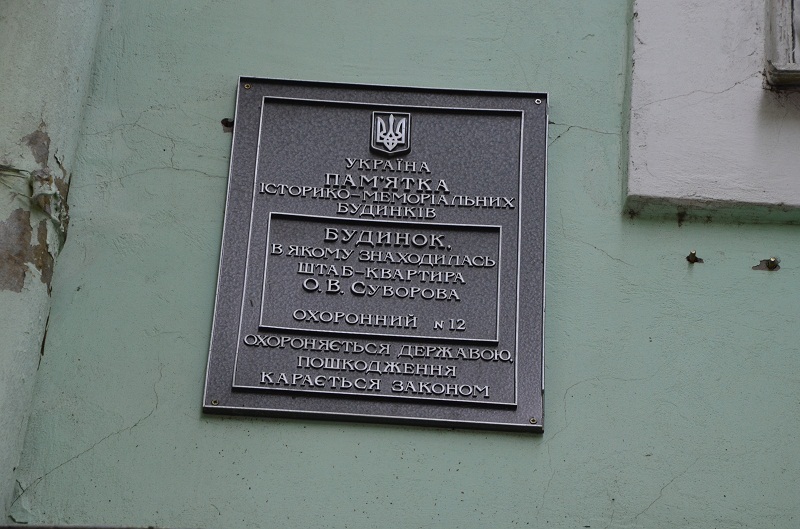 УКРАЇНА
ПАМ'ЯТКА
ІСТОРИКО-МЕМОРІАЛЬНИХ
БУДИНКІВ
БУДИНОК,
В ЯКОМУ ЗНАХОДИЛАСЬ
ШТАБ-КВАРТИРА
О.В. СУВОРОВА
ОХОРОННИЙ N 12
ОХОРОНЯЄТЬСЯ ДЕРЖАВОЮ,
ПОШКОДЖЕННЯ
КАРАЄТЬСЯ ЗАКОНОМ